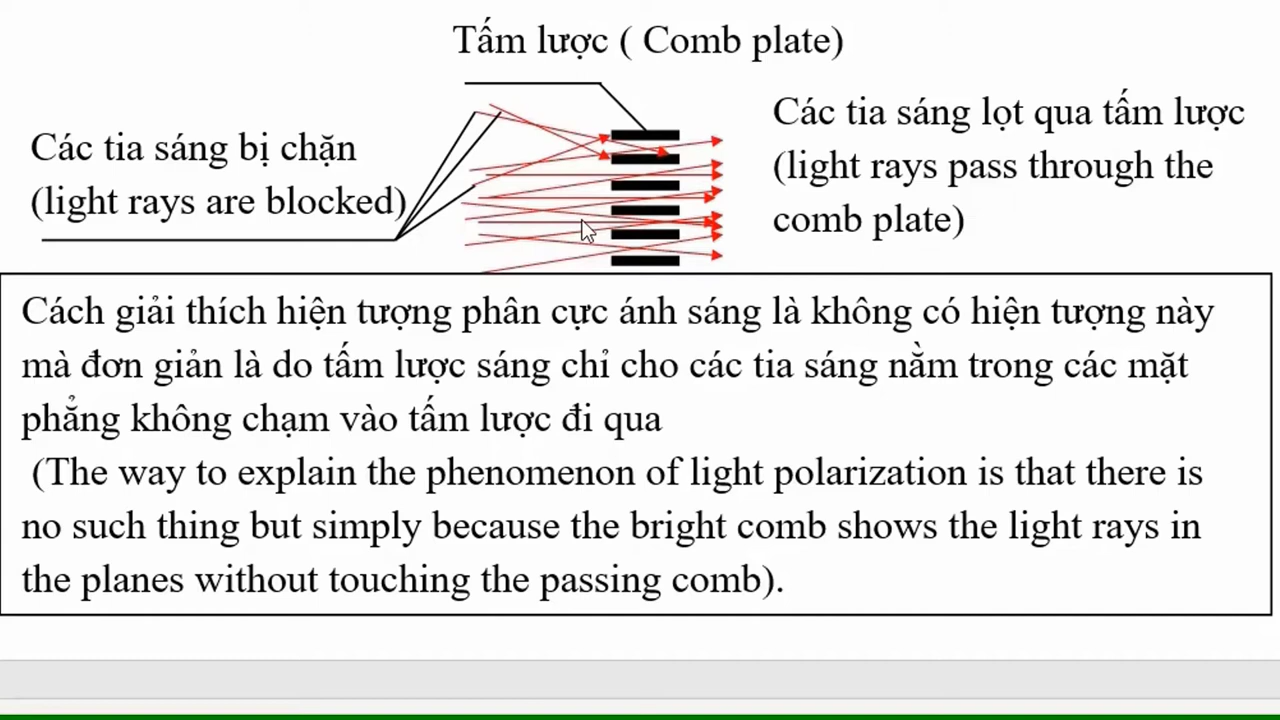 Tấm lược ( Comb plate)
Các tia sáng bị chặn
(light rays are blocked)
Các tia sáng lọt qua tấm lược
(light rays pass through the
comb plate)
Cách giải thích hiện tượng phân cực ánh sáng là không có hiện tượng này
mà đơn giản là do tấm lược sáng chỉ cho các tia sáng nằm trong các mặt
phẳng không chạm vào tấm lược đi qua
(The way to explain the phenomenon of light polarization is that there is
no such thing but simply because the bright comb shows the light rays in
the planes without touching the passing comb).